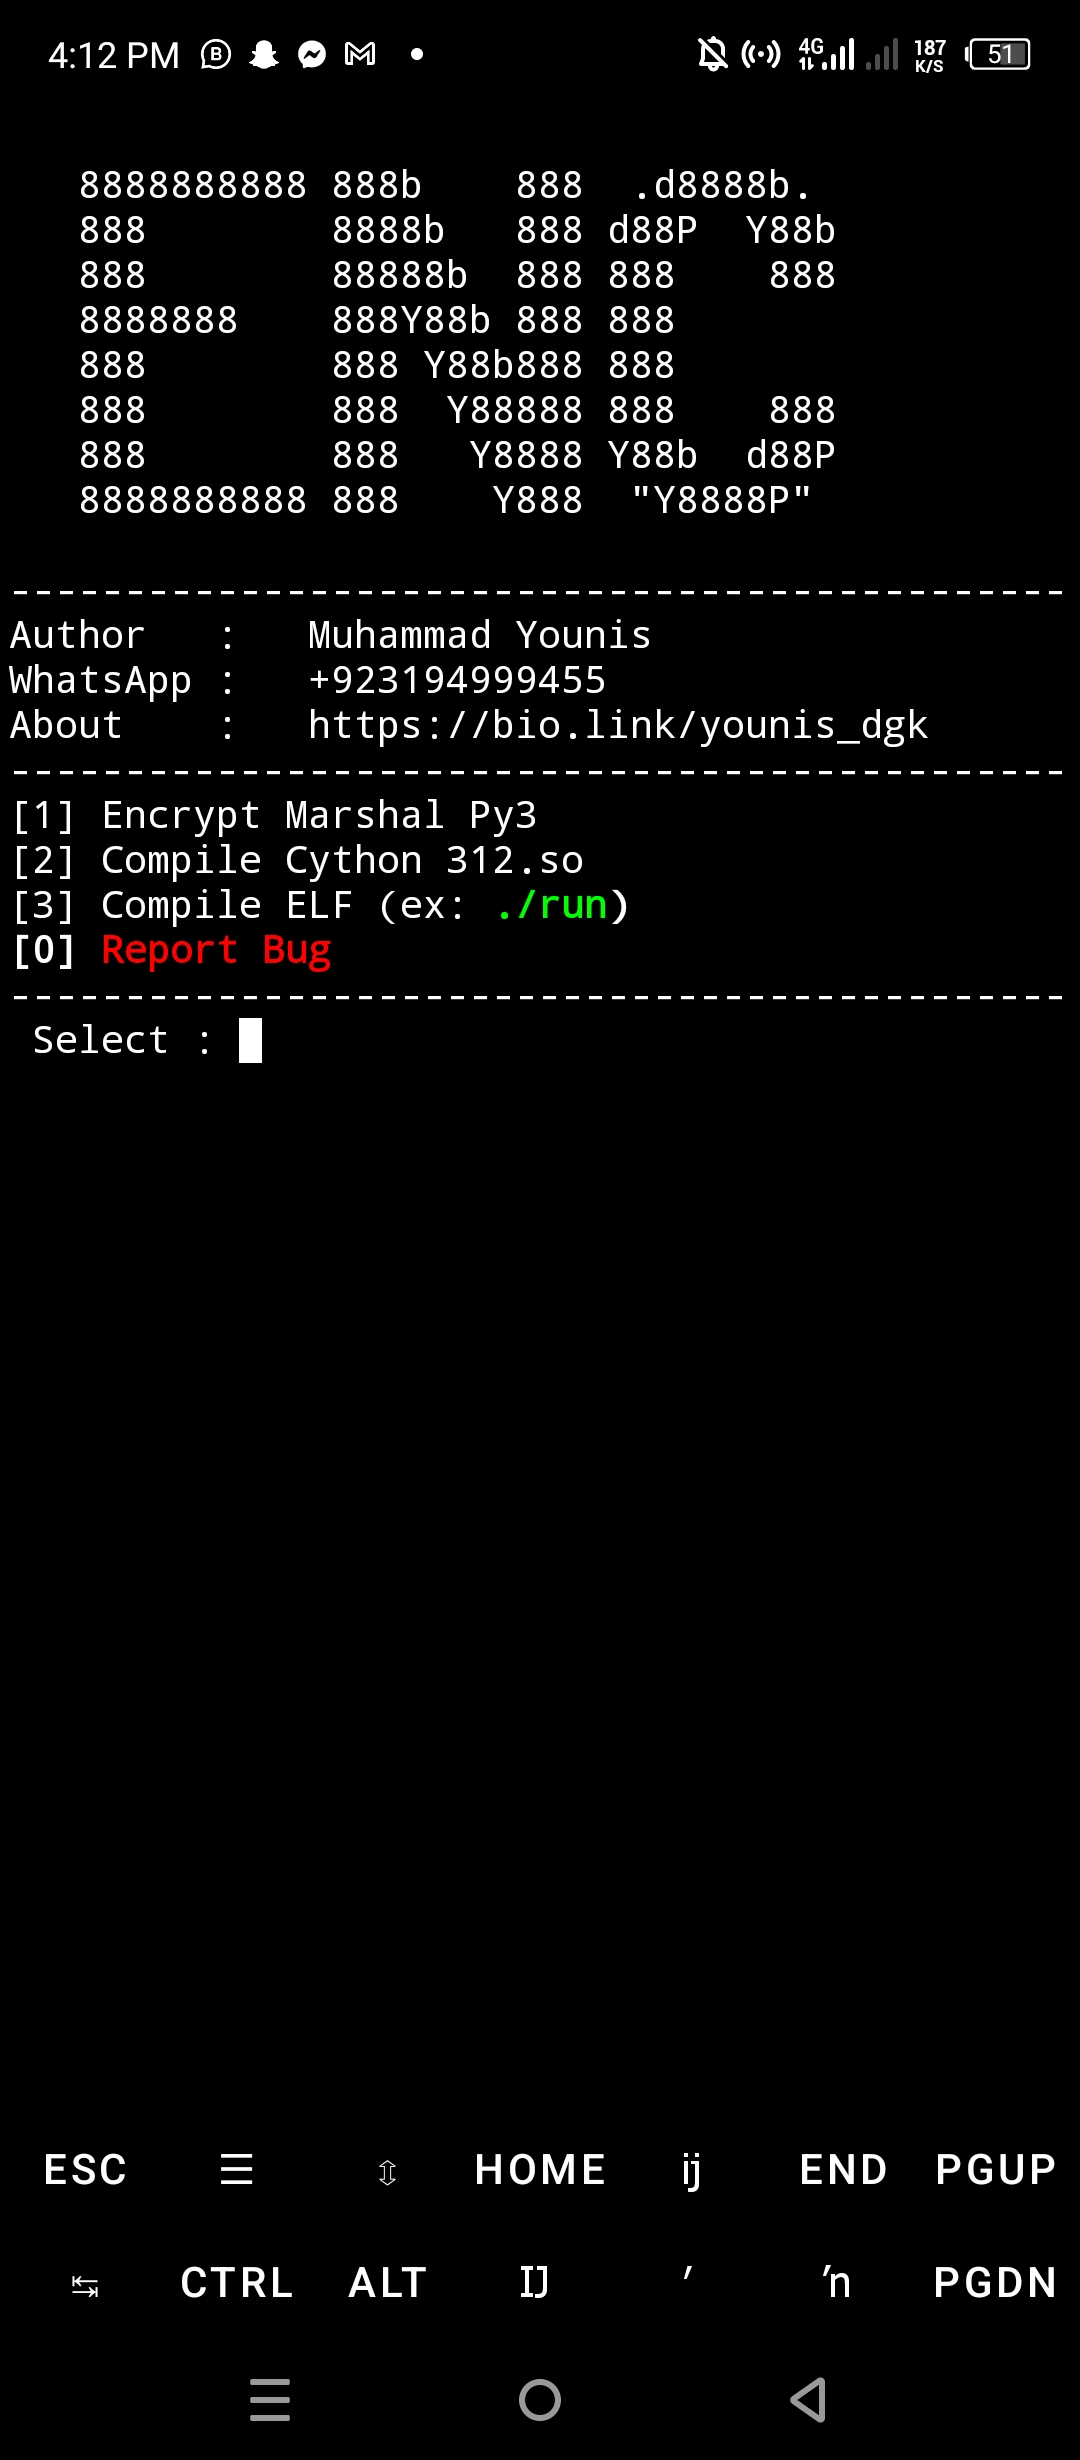 4:12 PM 4G 187 K/S 51
8888888888 888b    888  .d8888b.
888        8888b   888 d88P  Y88b
888        88888b  888 888    888
8888888    888Y88b 888 888
888        888 Y88b888 888
888        888  Y88888 888    888
888        888   Y8888 Y88b  d88P
8888888888 888    Y888  "Y8888P"
----------------------------------------------
Author   :   Muhammad Younis
WhatsApp :   +923194999455
About    :   https://bio.link/younis_dgk
----------------------------------------------
[1] Encrypt Marshal Py3
[2] Compile Cython 312.so
[3] Compile ELF (ex: ./run)
[0] Report Bug
----------------------------------------------
Select :
ESC ☰ ⇳ HOME ĳ END PGUP
↹ CTRL ALT Ĳ ′ ŉ PGDN